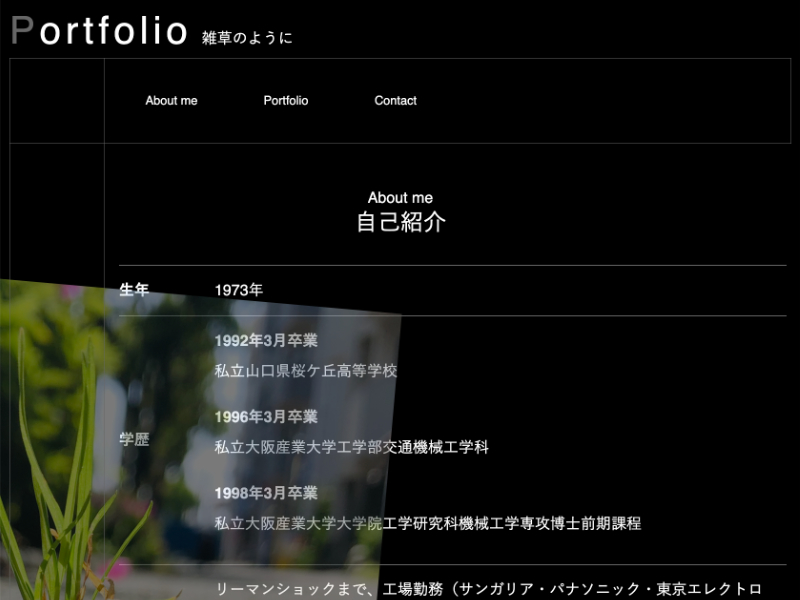 Portfolio 雑草のように
About me Portfolio Contact
About me
自己紹介
生年 1973年
1992年3月卒業
私立山口県桜ケ丘高等学校
1996年3月卒業
学歴
私立大阪産業大学工学部交通機械工学科
1998年3月卒業
私立大阪産業大学大学院工学研究科機械工学専攻博士前期課程
リーマンショックまで、工場勤務（サンガリア・パナソニック・東京エレクトロ